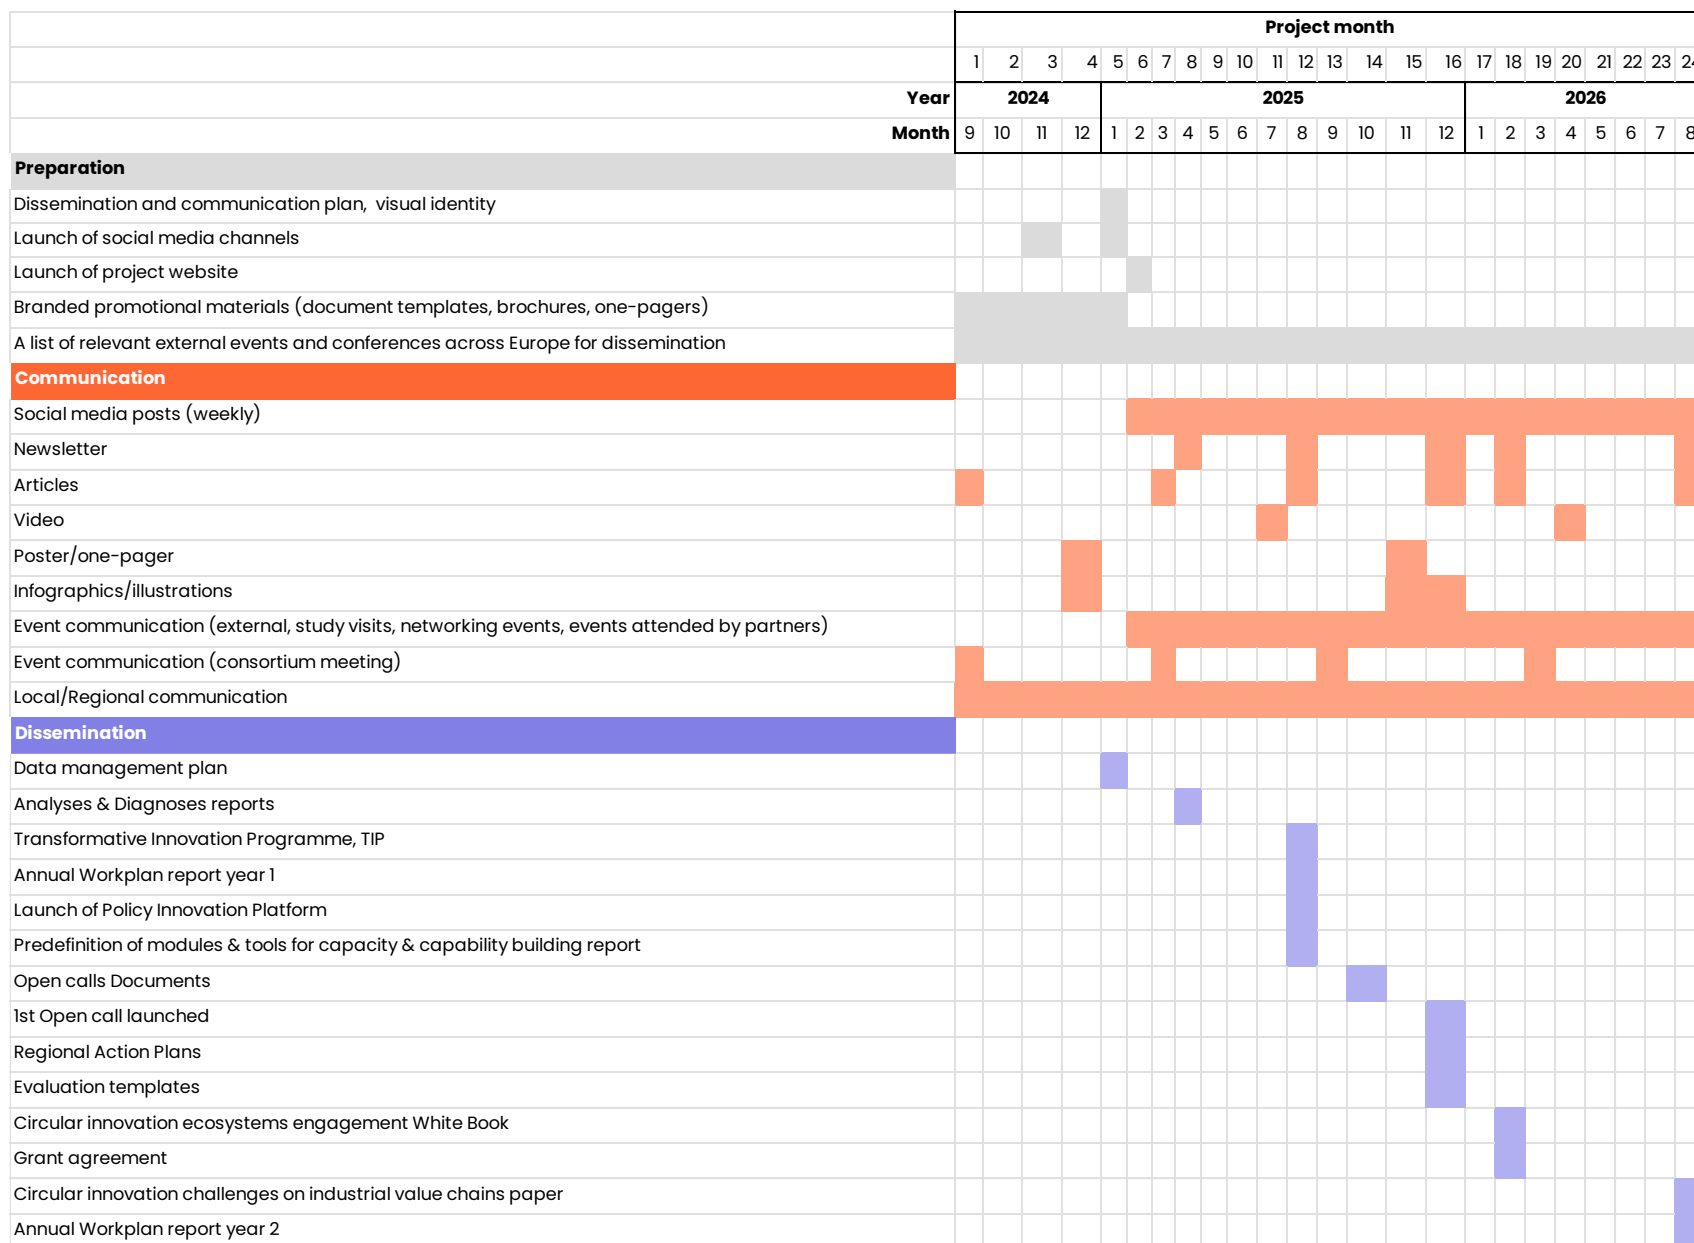 Project month
1 2 3 4 5 6 7 8 9 10 11 12 13 14 15 16 17 18 19 20 21 22 23 24
Year 2024 2025 2026
Month 9 10 11 12 1 2 3 4 5 6 7 8 9 10 11 12 1 2 3 4 5 6 7 8
Preparation
Dissemination and communication plan,  visual identity
Launch of social media channels
Launch of project website
Branded promotional materials (document templates, brochures, one-pagers)
A list of relevant external events and conferences across Europe for dissemination
Communication
Social media posts (weekly)
Newsletter
Articles
Video
Poster/one-pager
Infographics/illustrations
Event communication (external, study visits, networking events, events attended by partners)
Event communication (consortium meeting)
Local/Regional communication
Dissemination
Data management plan
Analyses & Diagnoses reports
Transformative Innovation Programme, TIP
Annual Workplan report year 1
Launch of Policy Innovation Platform
Predefinition of modules & tools for capacity & capability building report
Open calls Documents
1st Open call launched
Regional Action Plans
Evaluation templates
Circular innovation ecosystems engagement White Book
Grant agreement
Circular innovation challenges on industrial value chains paper
Annual Workplan report year 2